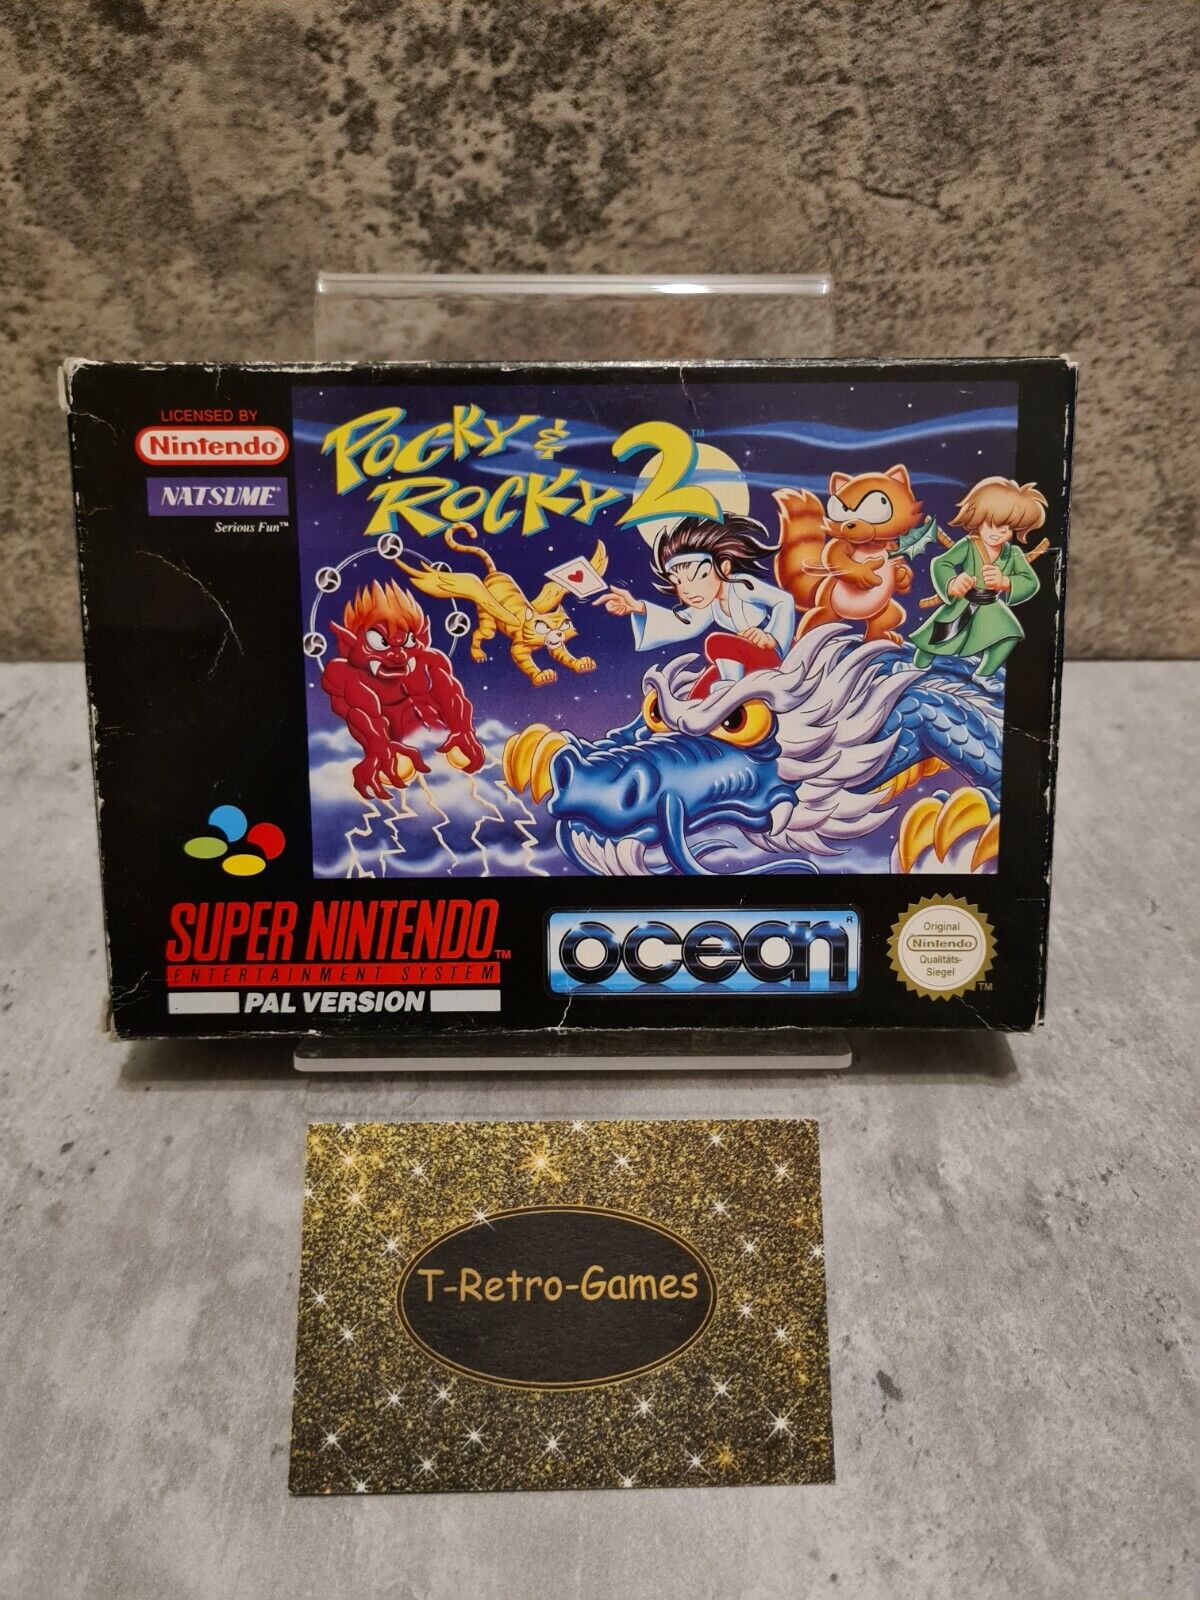 LICENSED BY
Nintendo®
NATSUME®
Serious Fun™
POCKY &
ROCKY 2™
SUPER NINTENDO™
ENTERTAINMENT SYSTEM
PAL VERSION
ocean®
Original
Nintendo
Qualitäts-
Siegel
TM
T-Retro-Games